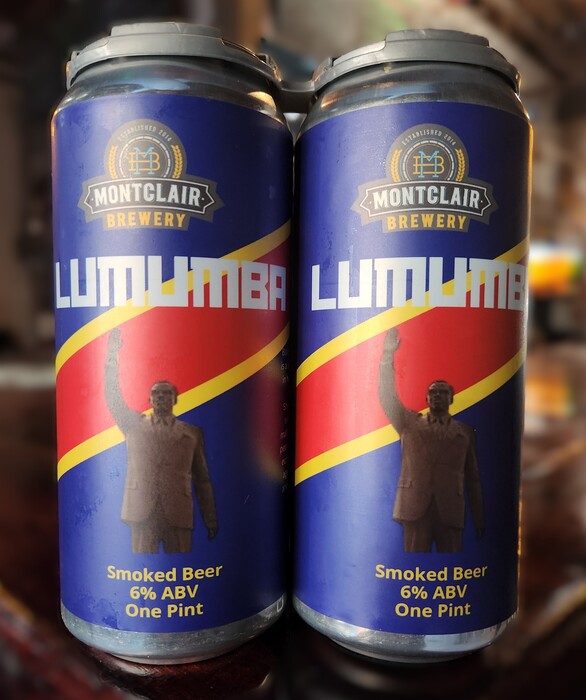 ESTABLISHED 2014
MB
MONTCLAIR
BREWERY
LUMUMBA
Smoked Beer
6% ABV
One Pint
ESTABLISHED 2014
MB
MONTCLAIR
BREWERY
LUMUMB
Smoked Beer
6% ABV
One Pint